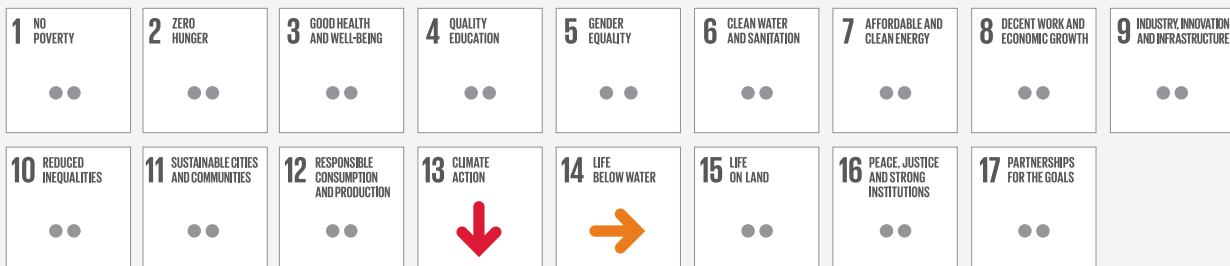 1 NO
POVERTY
2 ZERO
HUNGER
3 GOOD HEALTH
AND WELL-BEING
4 QUALITY
EDUCATION
5 GENDER
EQUALITY
6 CLEAN WATER
AND SANITATION
7 AFFORDABLE AND
CLEAN ENERGY
8 DECENT WORK AND
ECONOMIC GROWTH
9 INDUSTRY, INNOVATION
AND INFRASTRUCTURE
10 REDUCED
INEQUALITIES
11 SUSTAINABLE CITIES
AND COMMUNITIES
12 RESPONSIBLE
CONSUMPTION
AND PRODUCTION
13 CLIMATE
ACTION
14 LIFE
BELOW WATER
15 LIFE
ON LAND
16 PEACE, JUSTICE
AND STRONG
INSTITUTIONS
17 PARTNERSHIPS
FOR THE GOALS